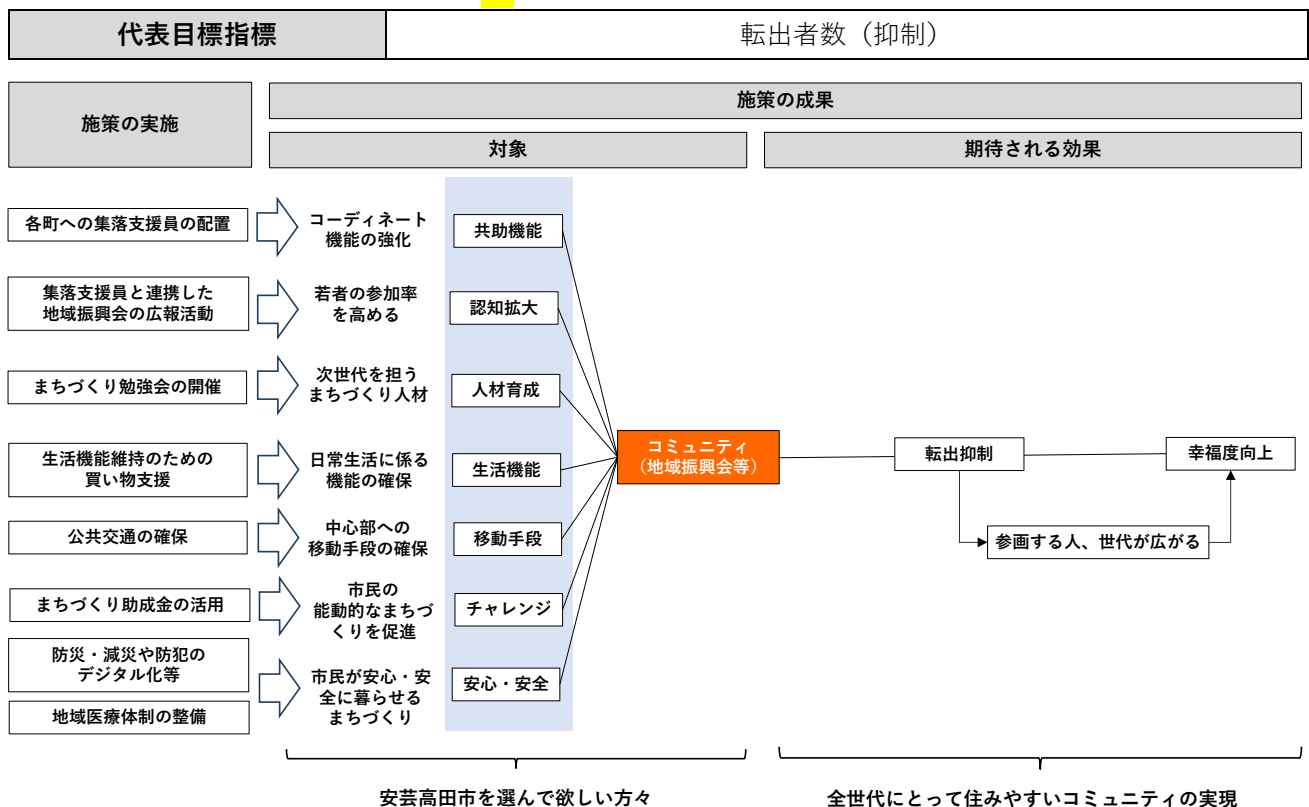 代表目標指標
転出者数（抑制）
施策の実施
施策の成果
対象
期待される効果
各町への集落支援員の配置
コーディネート
機能の強化
共助機能
集落支援員と連携した
地域振興会の広報活動
若者の参加率
を高める
認知拡大
まちづくり勉強会の開催
次世代を担う
まちづくり人材
人材育成
生活機能維持のための
買い物支援
日常生活に係る
機能の確保
生活機能
公共交通の確保
中心部への
移動手段の確保
移動手段
まちづくり助成金の活用
市民の
能動的なまちづ
くりを促進
チャレンジ
防災・減災や防犯の
デジタル化等
地域医療体制の整備
市民が安心・安
全に暮らせる
まちづくり
安心・安全
コミュニティ
（地域振興会等）
転出抑制
幸福度向上
参画する人、世代が広がる
安芸高田市を選んで欲しい方々
全世代にとって住みやすいコミュニティの実現